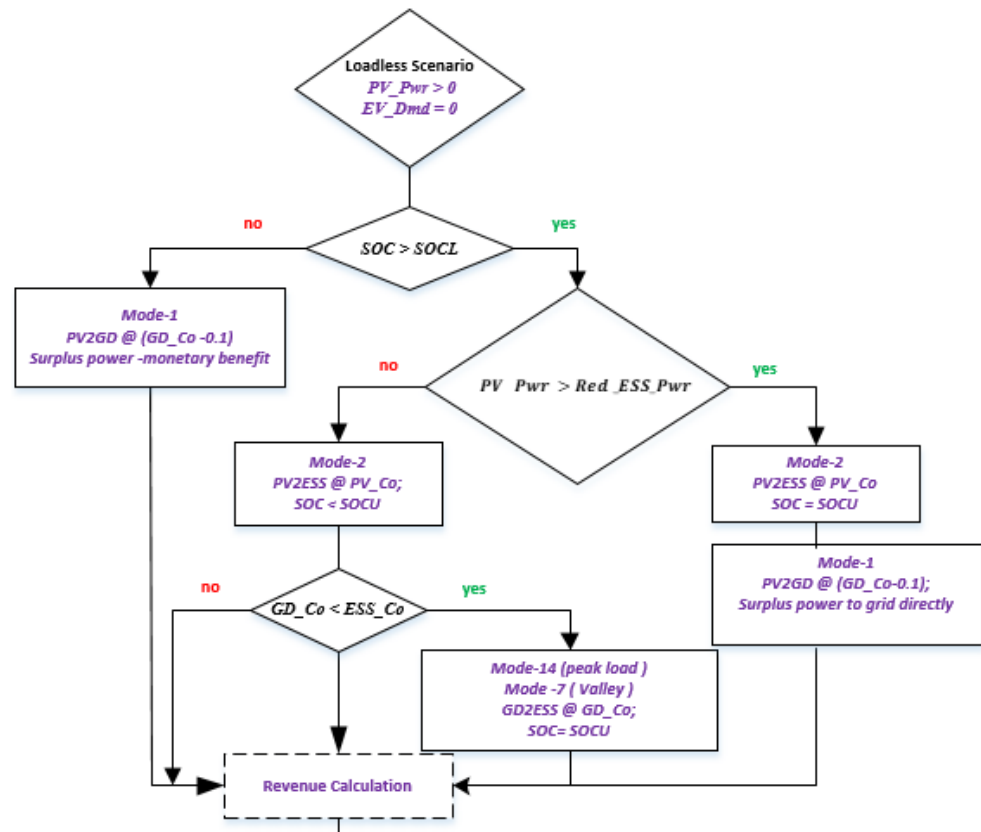 Loadless Scenario
PV_Pwr > 0
EV_Dmd = 0
no
yes
SOC > SOCL
Mode-1
PV2GD @ (GD_Co -0.1)
Surplus power -monetary benefit
no
yes
PV Pwr > Red_ESS_Pwr
Mode-2
PV2ESS @ PV_Co;
SOC < SOCU
Mode-2
PV2ESS @ PV_Co
SOC = SOCU
no
yes
GD_Co < ESS_Co
Mode-1
PV2GD @ (GD_Co-0.1);
Surplus power to grid directly
Mode-14 (peak load )
Mode -7 ( Valley )
GD2ESS @ GD_Co;
SOC= SOCU
Revenue Calculation